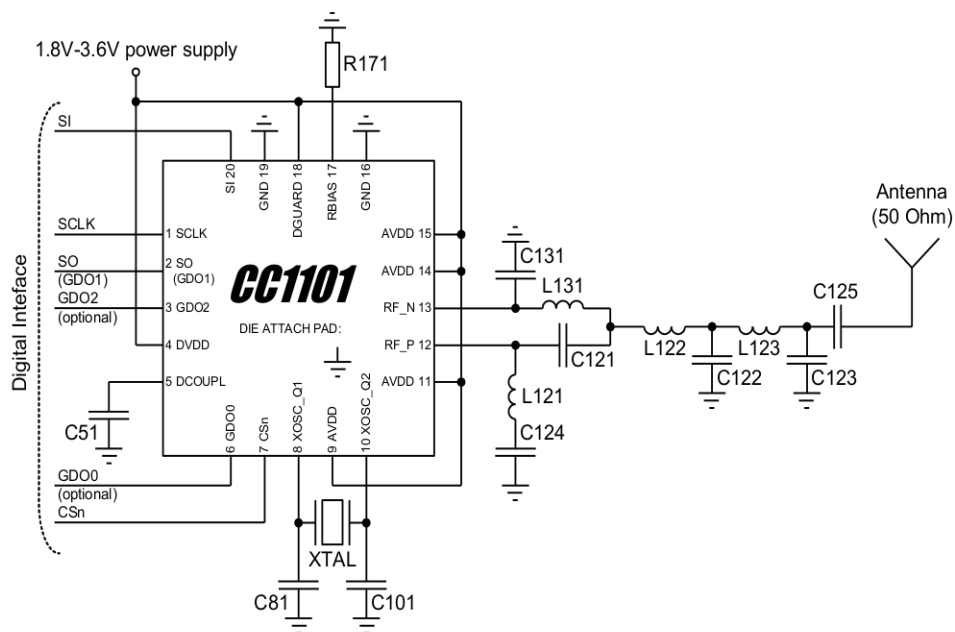 1.8V-3.6V power supply
R171
SI
SI 20
GND 19
DGUARD 18
RBIAS 17
GND 16
Antenna
(50 Ohm)
SCLK
1 SCLK
AVDD 15
SO
(GDO1)
2 SO
(GDO1)
AVDD 14
C131
GDO2
(optional)
3 GDO2
CC1101
RF_N 13
L131
C125
DIE ATTACH PAD:
4 DVDD
RF_P 12
C121
L122
L123
C122
C123
5 DCOUPL
AVDD 11
L121
C124
C51
6 GDO0
7 CSn
8 XOSC_Q1
9 AVDD
10 XOSC_Q2
GDO0
(optional)
CSn
XTAL
C81
C101
Digital Inteface